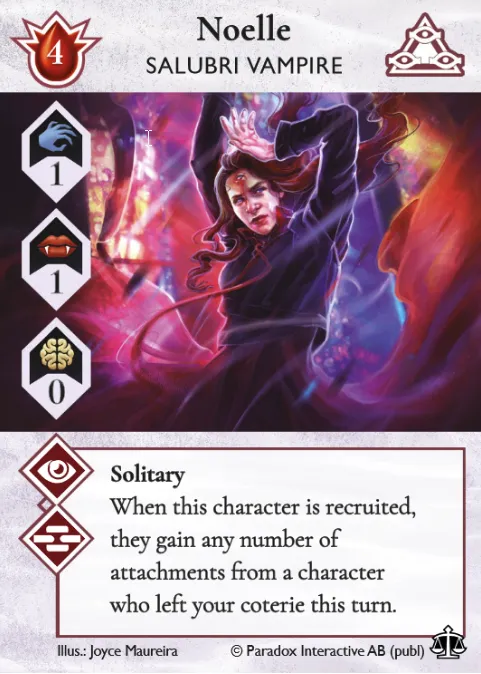 4
Noelle
SALUBRI VAMPIRE
1
1
0
Solitary
When this character is recruited,
they gain any number of
attachments from a character
who left your coterie this turn.
Illus.: Joyce Maureira © Paradox Interactive AB (publ)